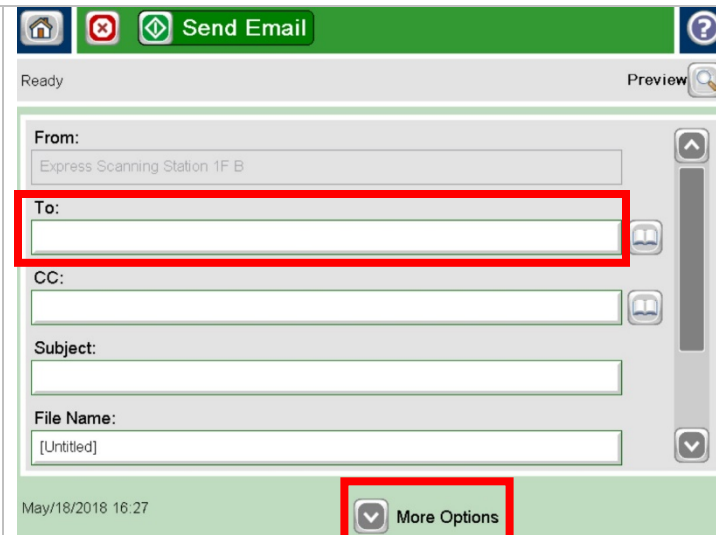 Send Email
Ready
Preview
From:
Express Scanning Station 1F B
To:
CC:
Subject:
File Name:
[Untitled]
May/18/2018 16:27
More Options